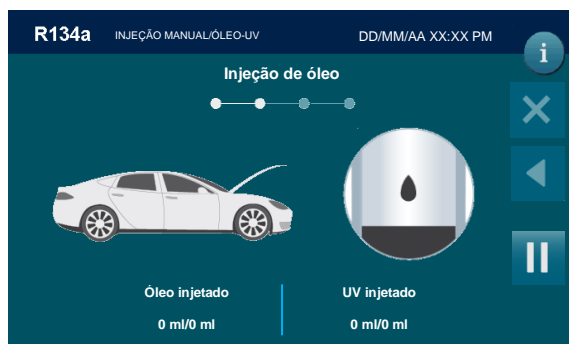 R134a INJEÇÃO MANUAL/ÓLEO-UV DD/MM/AA XX:XX PM
i
Injeção de óleo
Óleo injetado UV injetado
0 ml/0 ml 0 ml/0 ml